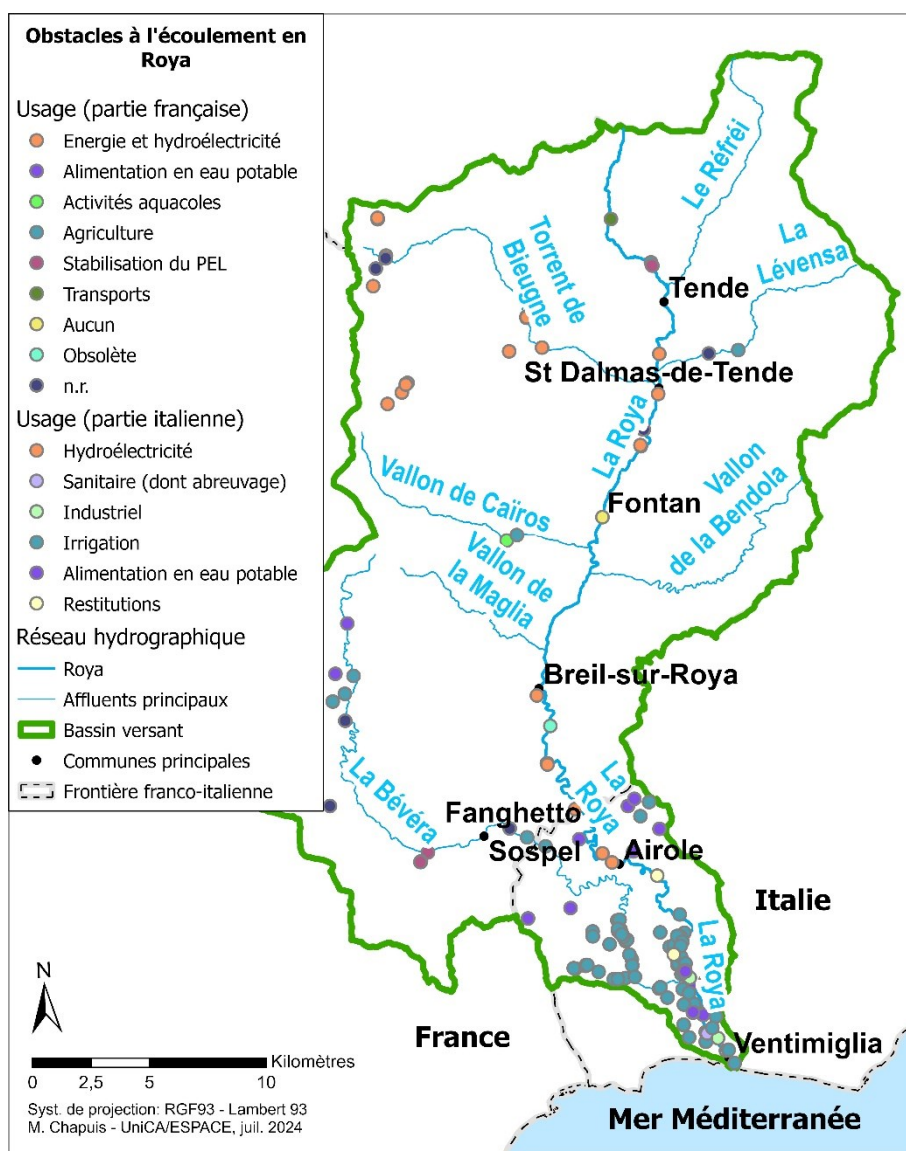 Obstacles à l'écoulement en
Roya
Usage (partie française)
Energie et hydroélectricité
Alimentation en eau potable
Activités aquacoles
Agriculture
Stabilisation du PEL
Transports
Aucun
Obsolète
n.r.
Usage (partie italienne)
Hydroélectricité
Sanitaire (dont abreuvage)
Industriel
Irrigation
Alimentation en eau potable
Restitutions
Réseau hydrographique
Roya
Affluents principaux
Bassin versant
Communes principales
Frontière franco-italienne
Le Réfréi
La
Lévensa
Torrent de
Bieugne
Tende
St Dalmas-de-Tende
La Roya
Vallon
de la Bendola
Vallon de Caïros
Fontan
Vallon de
la Maglia
Breil-sur-Roya
La Bévéra
La
Roya
Fanghetto
Sospel
Airole
Italie
La Roya
France
Ventimiglia
Mer Méditerranée
N
Kilomètres
0 2,5 5 10
Syst. de projection: RGF93 - Lambert 93
M. Chapuis - UniCA/ESPACE, juil. 2024